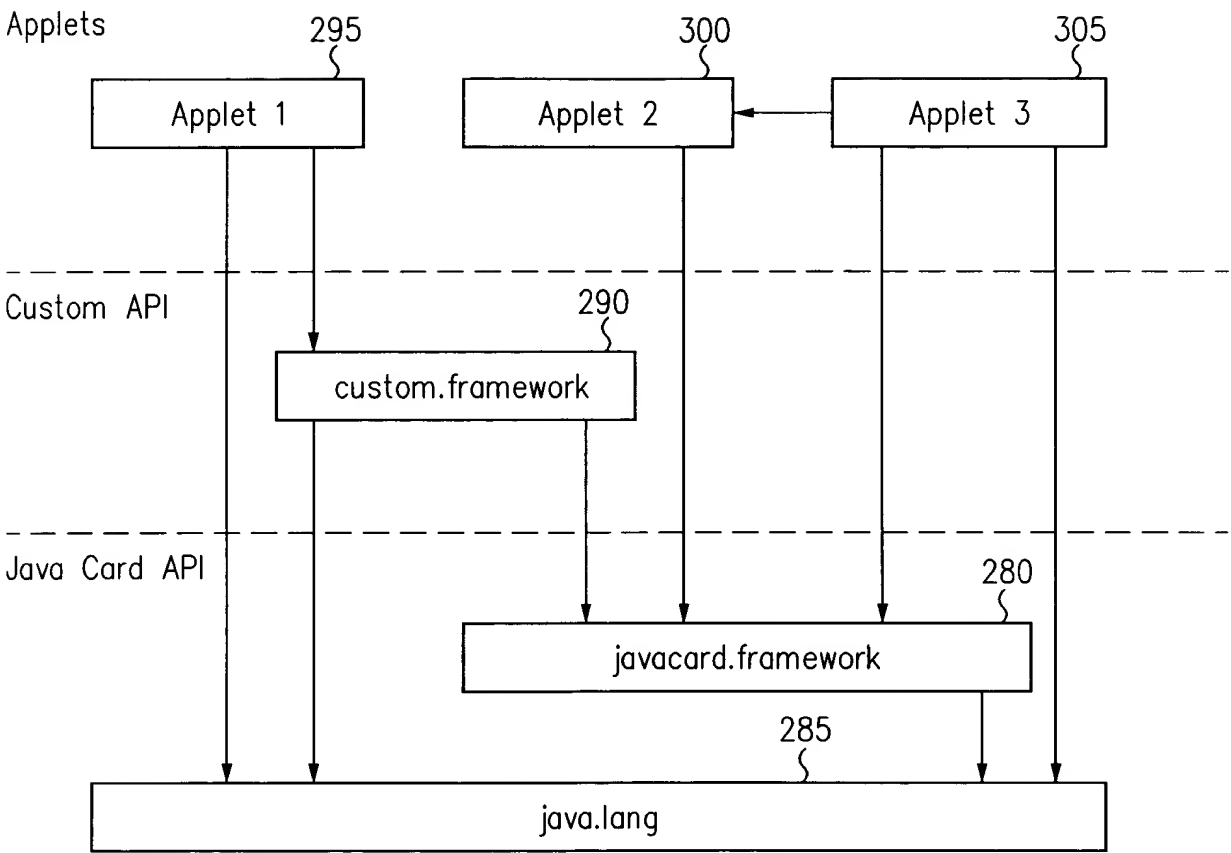 Applets
295
300
305
Applet 1
Applet 2
Applet 3
Custom API
290
custom.framework
Java Card API
280
javacard.framework
285
java.lang